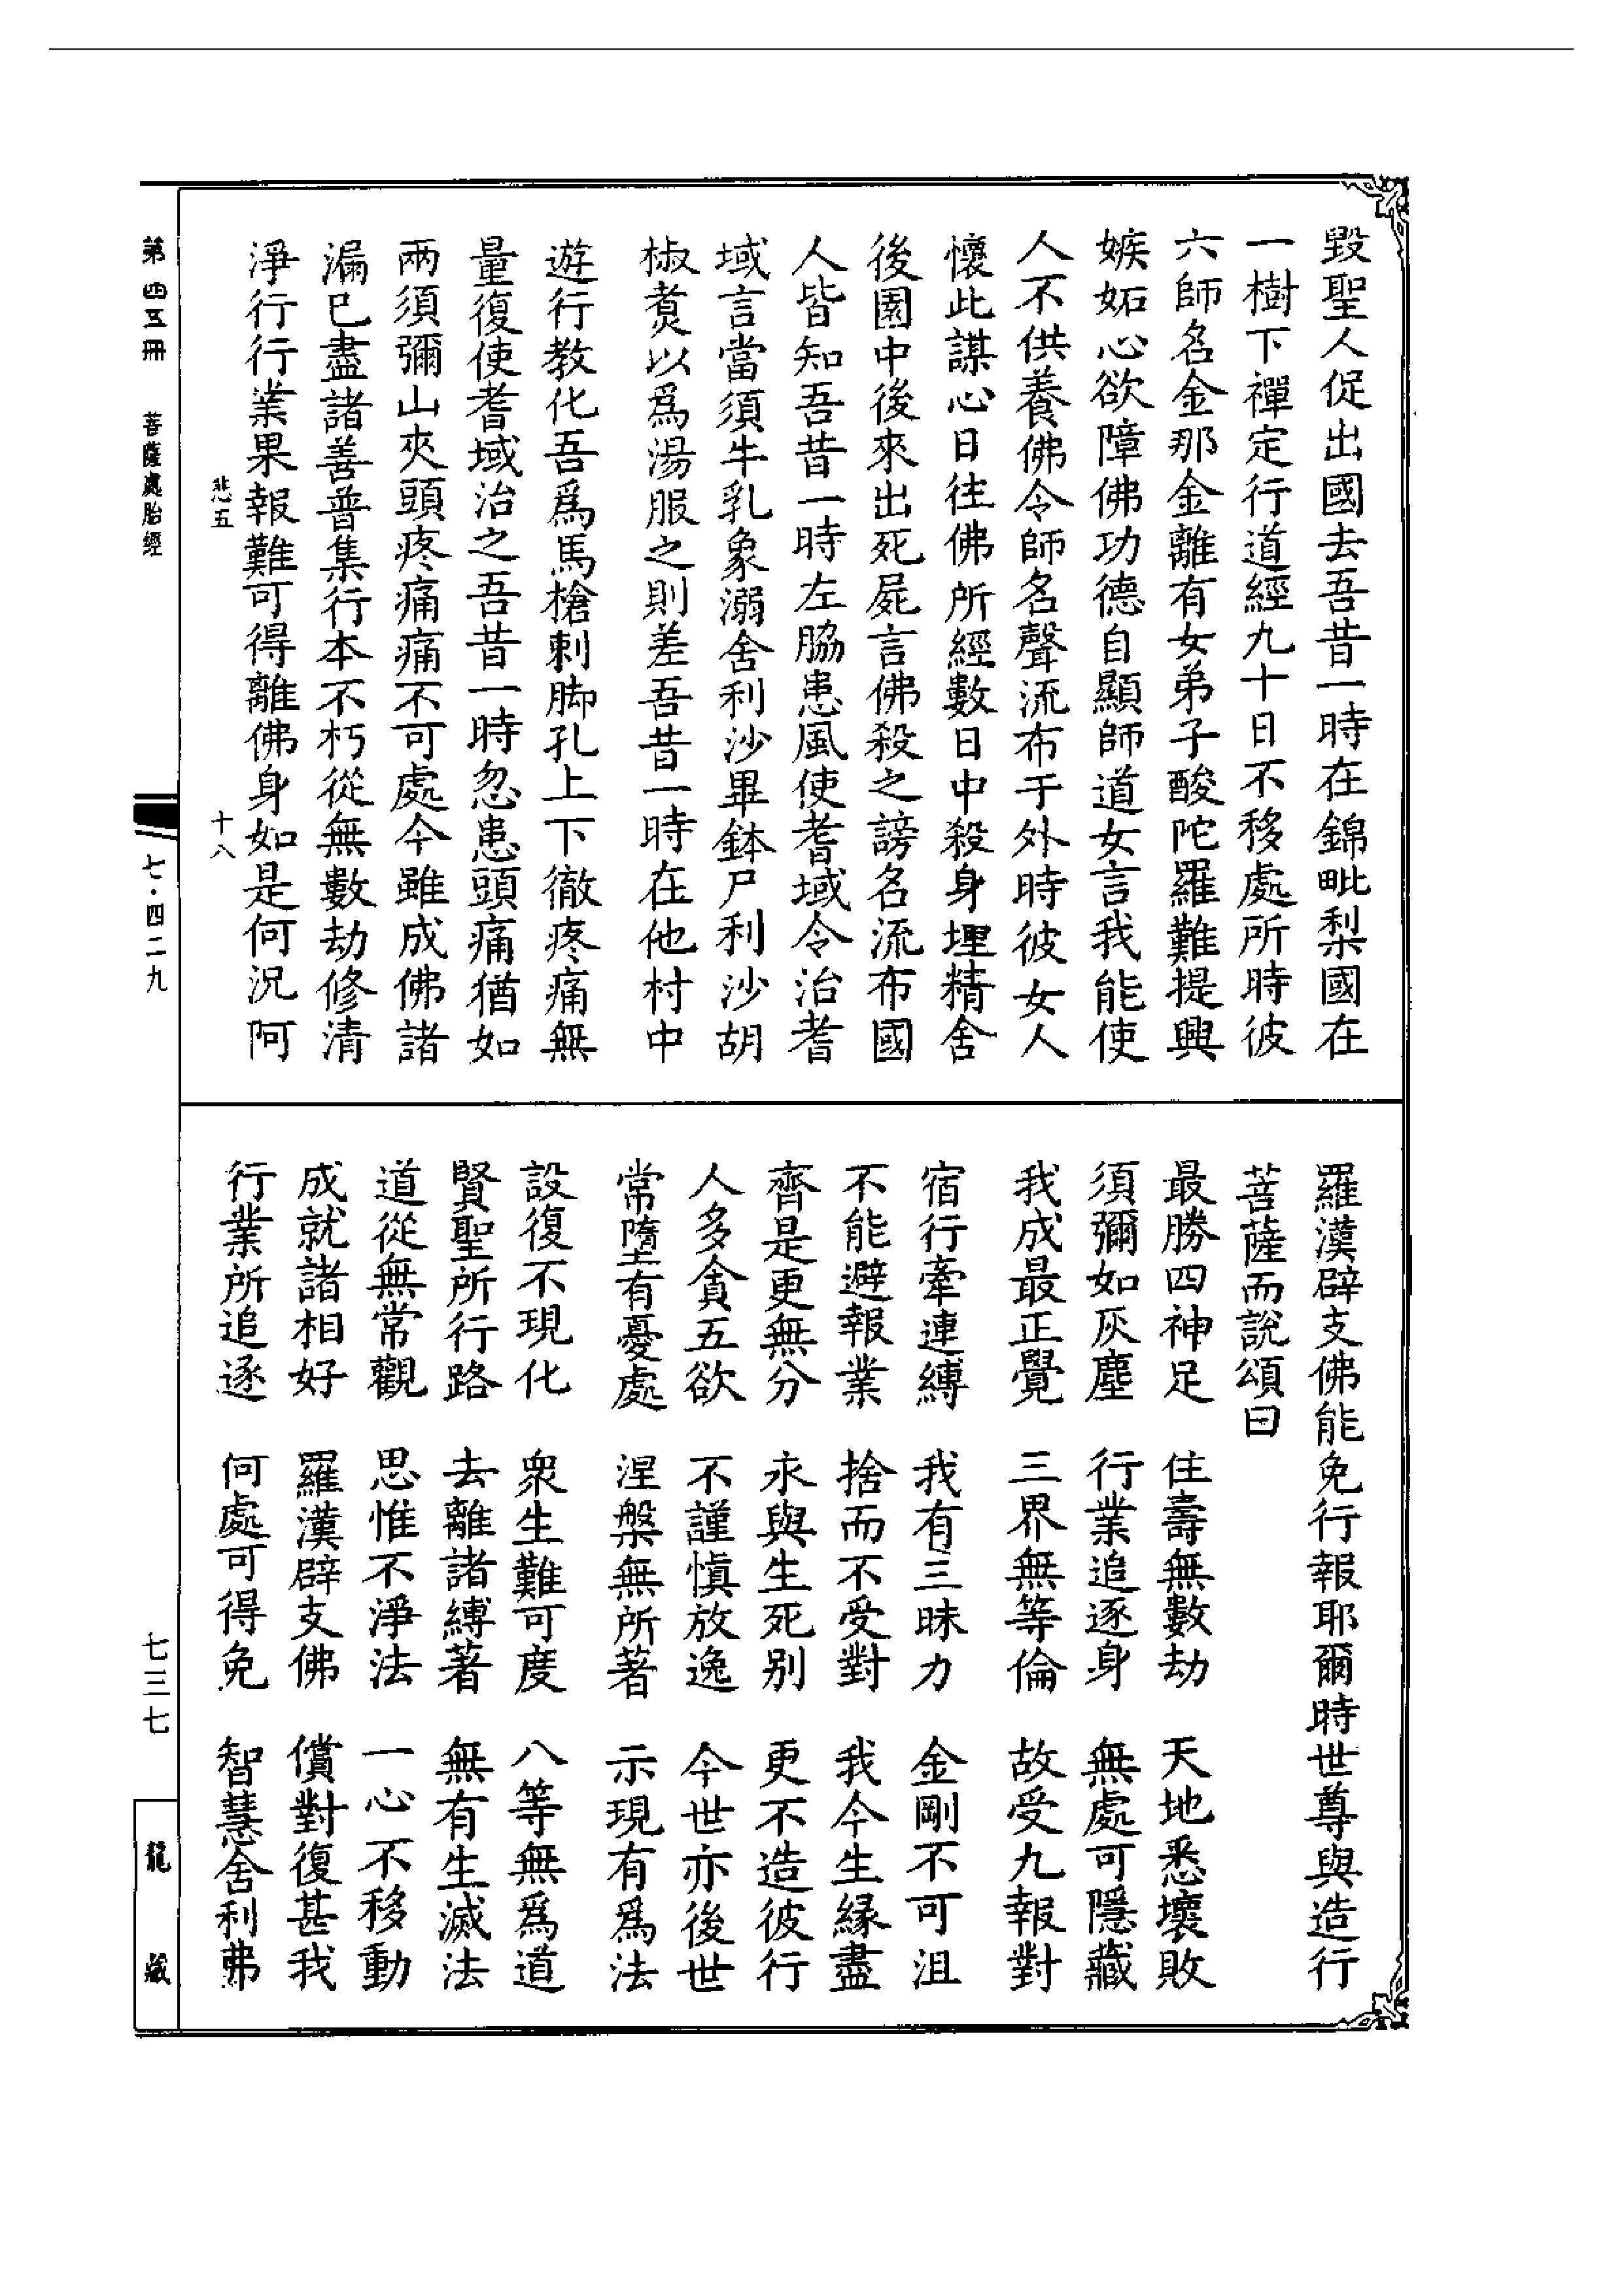 毀聖人促出國去吾昔一時在錦毗梨國在
一樹下禪定行道經九十日不移處所時彼
六師名金那金離有女弟子酸陀羅難提興
嫉妬心欲障佛功德自顯師道女言我能使
人不供養佛令師名聲流布于外時彼女人
懷此謀心日往佛所經數日中殺身埋精舍
後園中後來出死屍言佛殺之謗名流布國
人皆知吾昔一時左脇患風使耆域令治耆
域言當須牛乳象溺舍利沙畢鉢尸利沙胡
椒煑以爲湯服之則差吾昔一時在他村中
遊行教化吾爲馬槍刺脚孔上下徹疼痛無
量復使耆域治之吾昔一時忽患頭痛猶如
兩須彌山夾頭疼痛痛不可處今雖成佛諸
漏已盡諸善普集行本不朽從無數劫修清
淨行行業果報難可得離佛身如是何況阿
悲五 十八
羅漢辟支佛能免行報耶爾時世尊與造行
菩薩而說頌曰
最勝四神足 住壽無數劫 天地悉壞敗
須彌如灰塵 行業追逐身 無處可隱藏
我成最正覺 三界無等倫 故受九報對
宿行牽連縛 我有三昧力 金剛不可沮
不能避報業 捨而不受對 我今生縁盡
齊是更無分 永與生死别 更不造彼行
人多貪五欲 不謹慎放逸 今世亦後世
常墮有憂處 涅槃無所著 示現有爲法
設復不現化 衆生難可度 八等無爲道
賢聖所行路 去離諸縛著 無有生滅法
道從無常觀 思惟不淨法 一心不移動
成就諸相好 羅漢辟支佛 償對復甚我
行業所追逐 何處可得免 智慧舍利弗
第四五冊 菩薩處胎經 七·四二九 七三七 龍藏